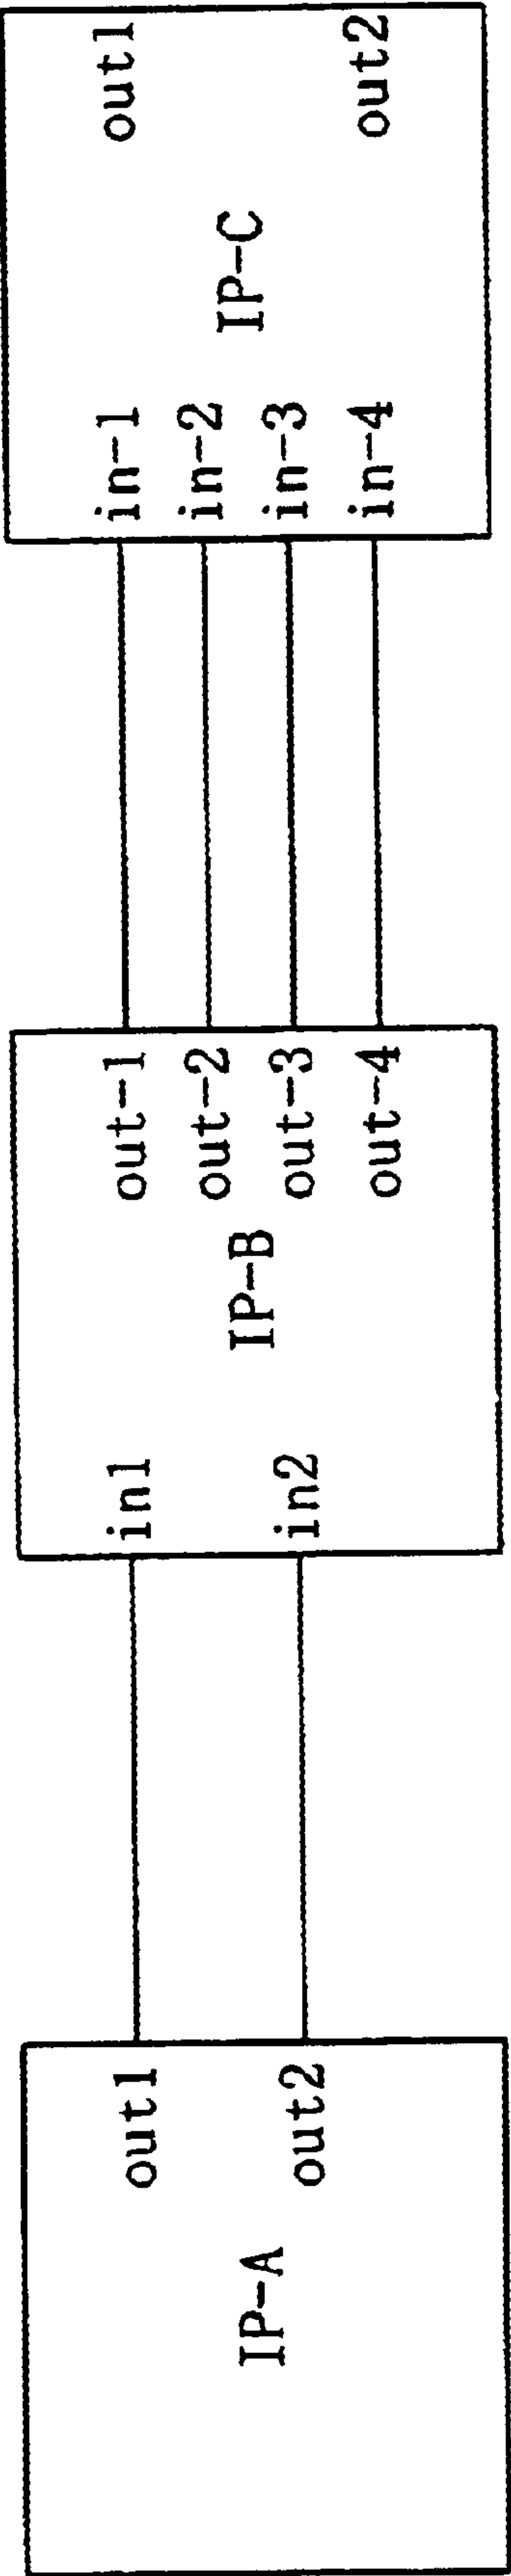 IP-A
out1
out2
in1
in2
IP-B
out-1
out-2
out-3
out-4
in-1
in-2
in-3
in-4
IP-C
out1
out2